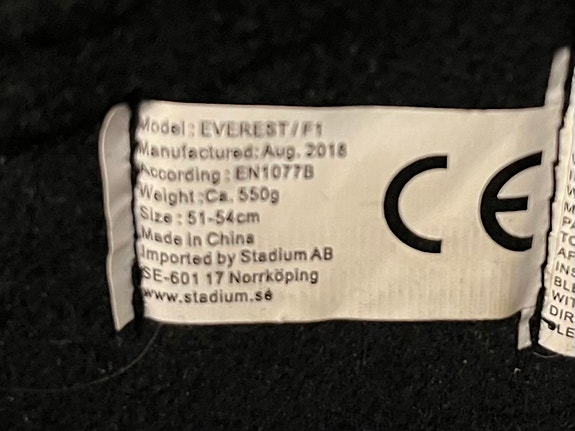 Model : EVEREST / F1
Manufactured: Aug. 2018
According : EN1077B
Weight :Ca. 550g
Size : 51-54cm
Made in China
Imported by Stadium AB
SE-601 17 Norrköping
www.stadium.se
CE